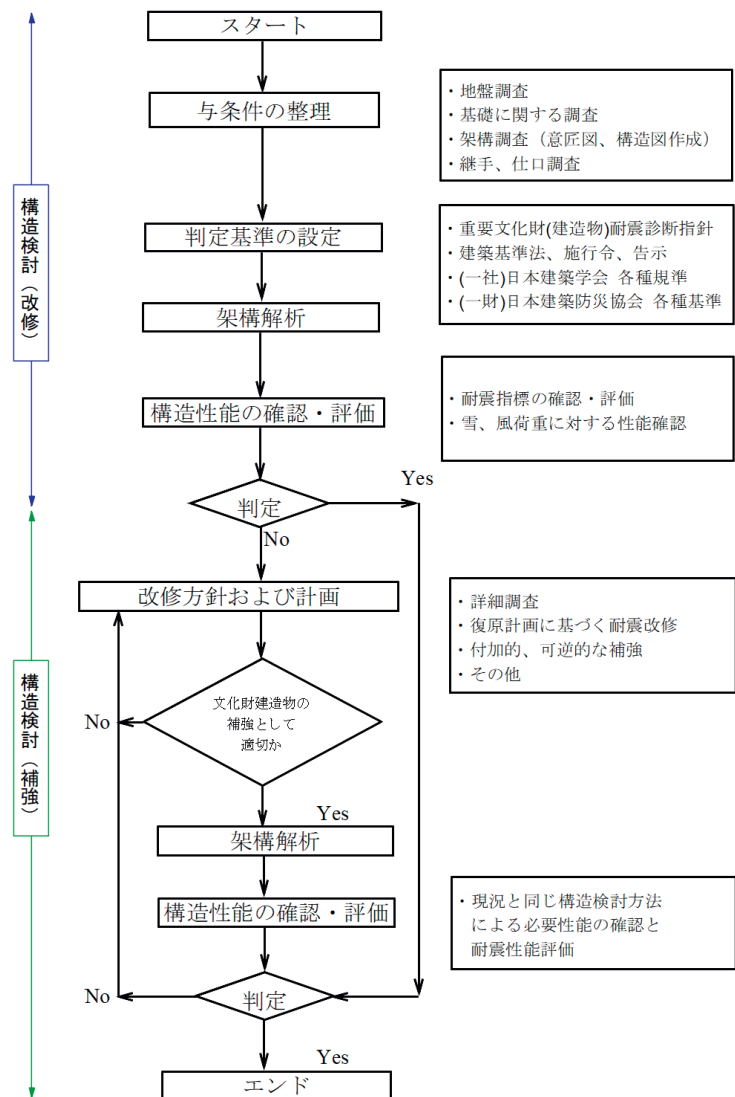 スタート
与条件の整理
・地盤調査
・基礎に関する調査
・架構調査（意匠図、構造図作成）
・継手、仕口調査
構造検討（改修）
判定基準の設定
・重要文化財(建造物)耐震診断指針
・建築基準法、施行令、告示
・(一社)日本建築学会 各種規準
・(一財)日本建築防災協会 各種基準
架構解析
構造性能の確認・評価
・耐震指標の確認・評価
・雪、風荷重に対する性能確認
判定
Yes
No
改修方針および計画
・詳細調査
・復原計画に基づく耐震改修
・付加的、可逆的な補強
・その他
構造検討（補強）
文化財建造物の
補強として
適切か
No
Yes
架構解析
構造性能の確認・評価
・現況と同じ構造検討方法
による必要性能の確認と
耐震性能評価
判定
No
Yes
エンド